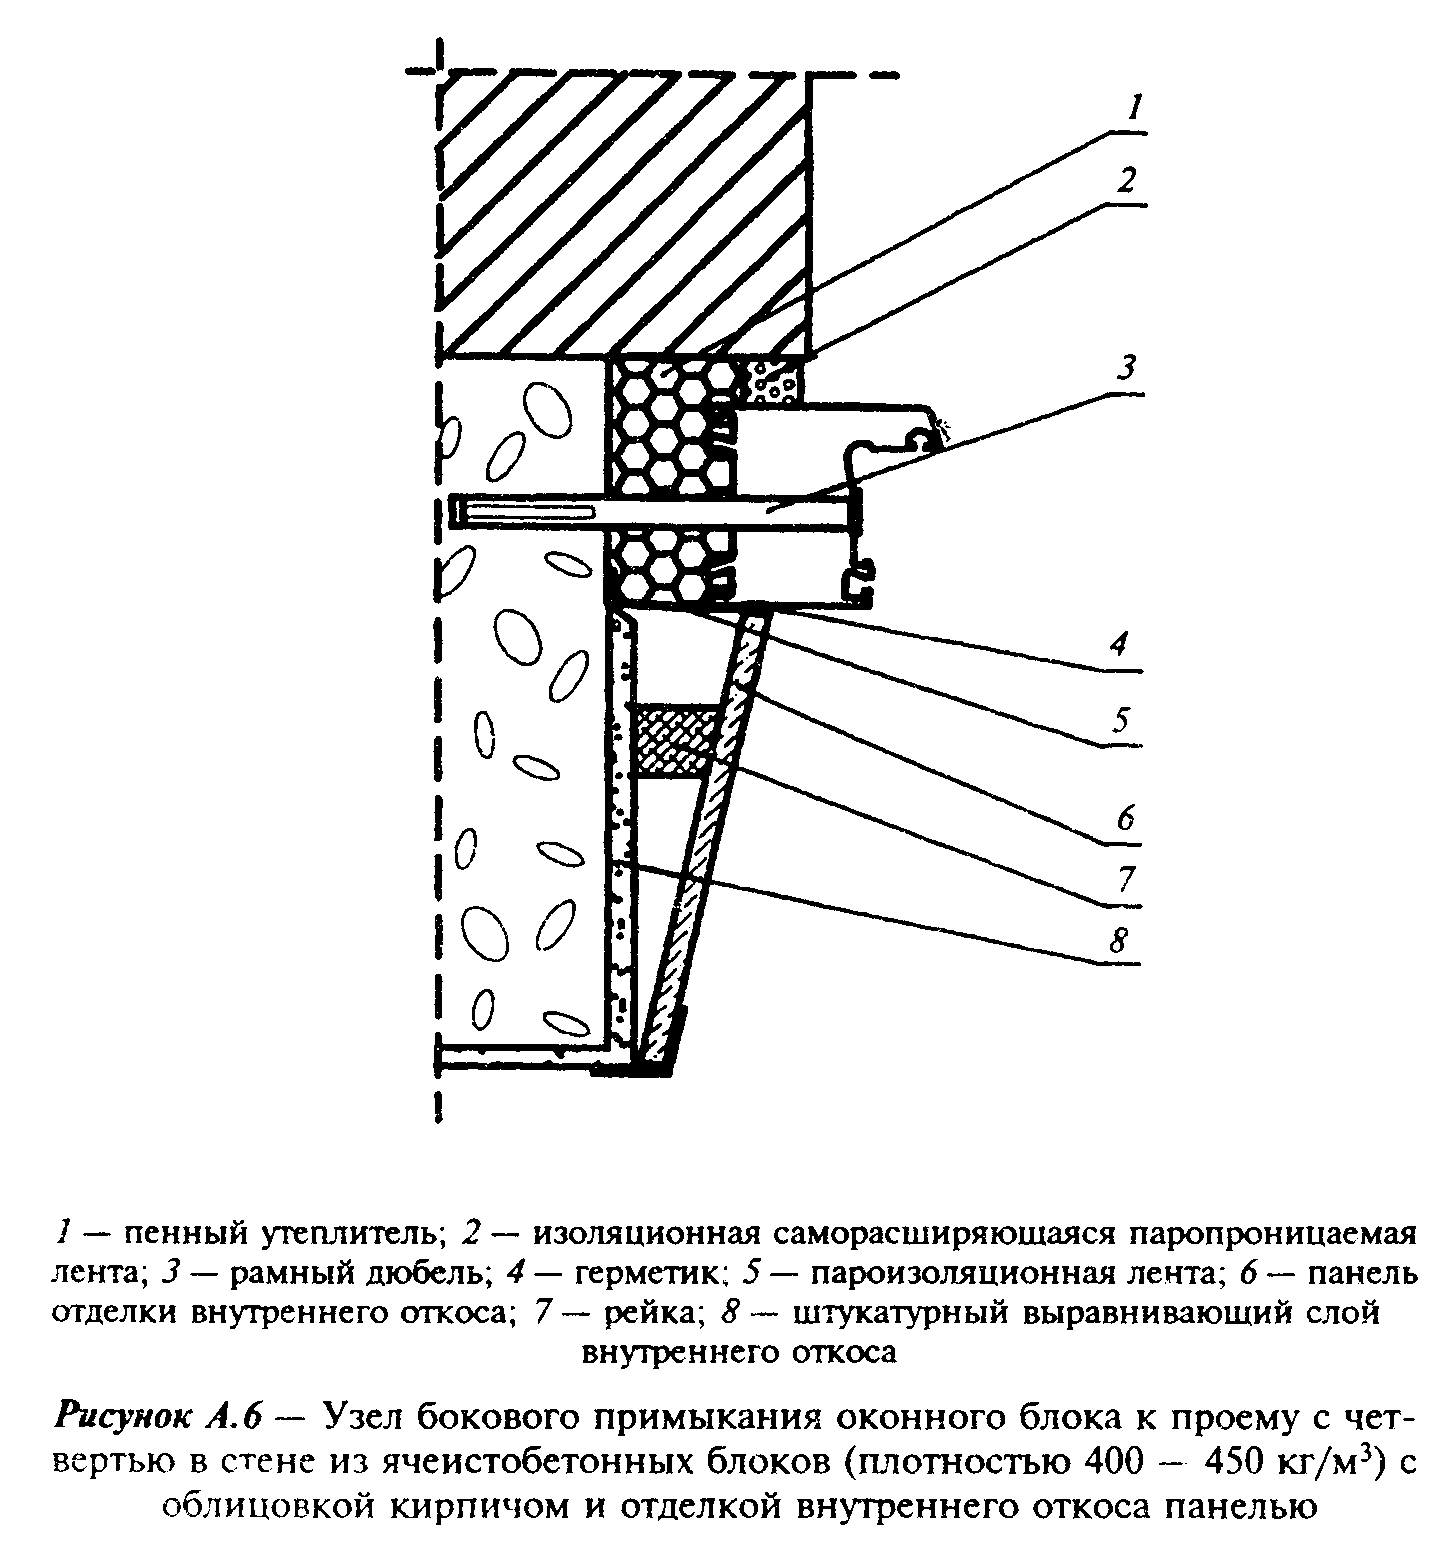 1
2
3
4
5
6
7
8
1 — пенный утеплитель; 2 — изоляционная саморасширяющаяся паропроницаемая
лента; 3 — рамный дюбель; 4 — герметик; 5 — пароизоляционная лента; 6 — панель
отделки внутреннего откоса; 7 — рейка; 8 — штукатурный выравнивающий слой
внутреннего откоса
Рисунок А.6 — Узел бокового примыкания оконного блока к проему с чет-
вертью в стене из ячеистобетонных блоков (плотностью 400 — 450 кг/м³) с
облицовкой кирпичом и отделкой внутреннего откоса панелью